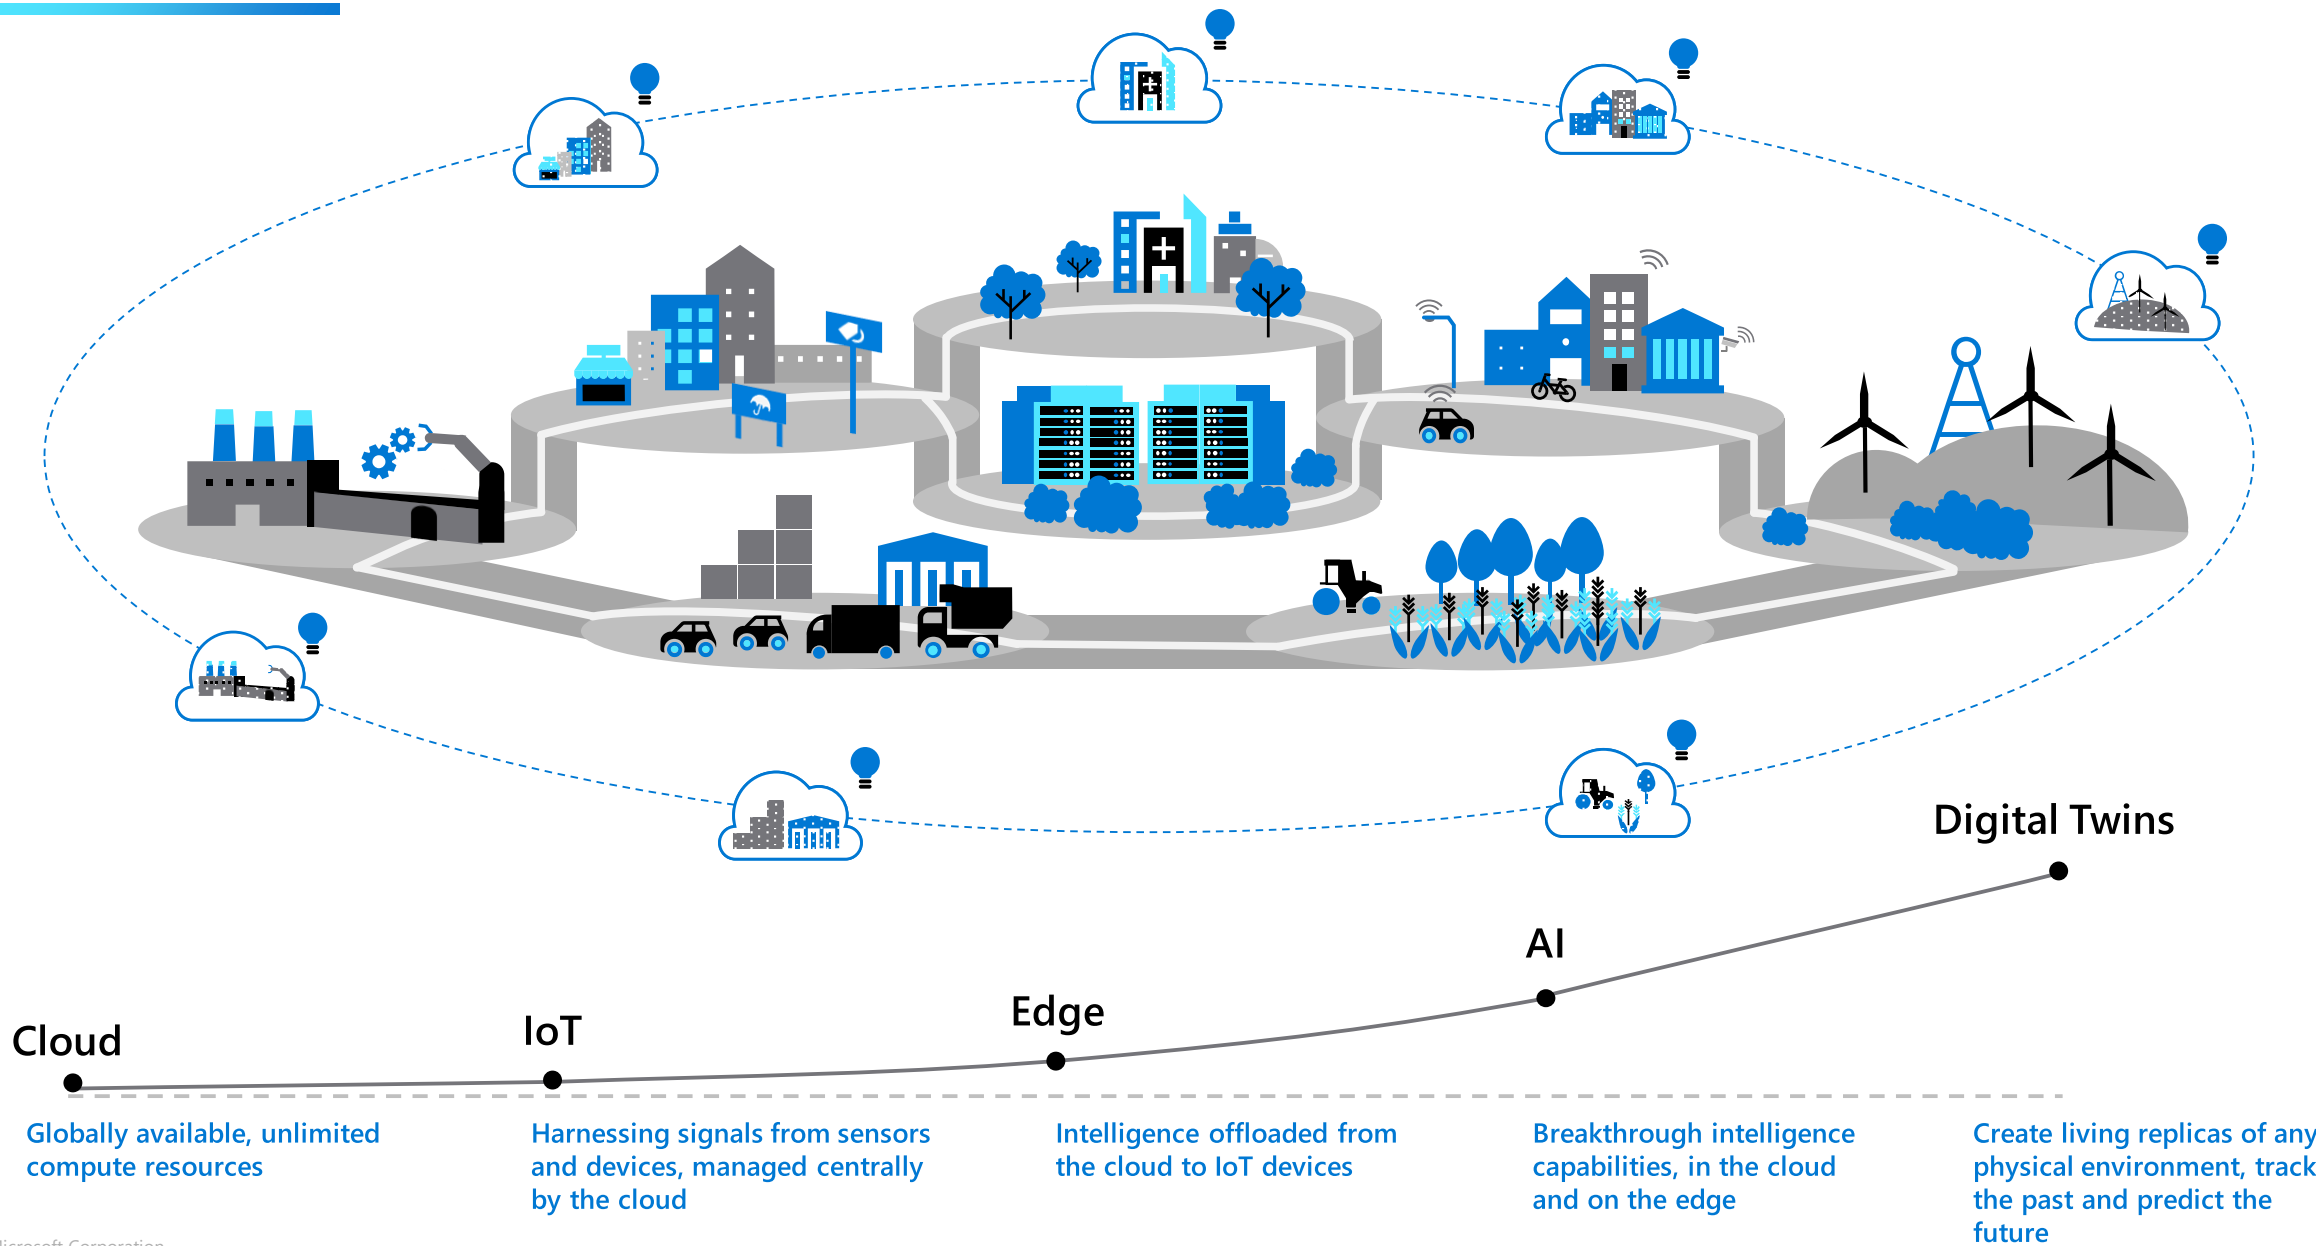 Digital Twins
AI
Edge
IoT
Cloud
Globally available, unlimited
compute resources
Harnessing signals from sensors
and devices, managed centrally
by the cloud
Intelligence offloaded from
the cloud to IoT devices
Breakthrough intelligence
capabilities, in the cloud
and on the edge
Create living replicas of any
physical environment, track
the past and predict the
future
Microsoft Corporation